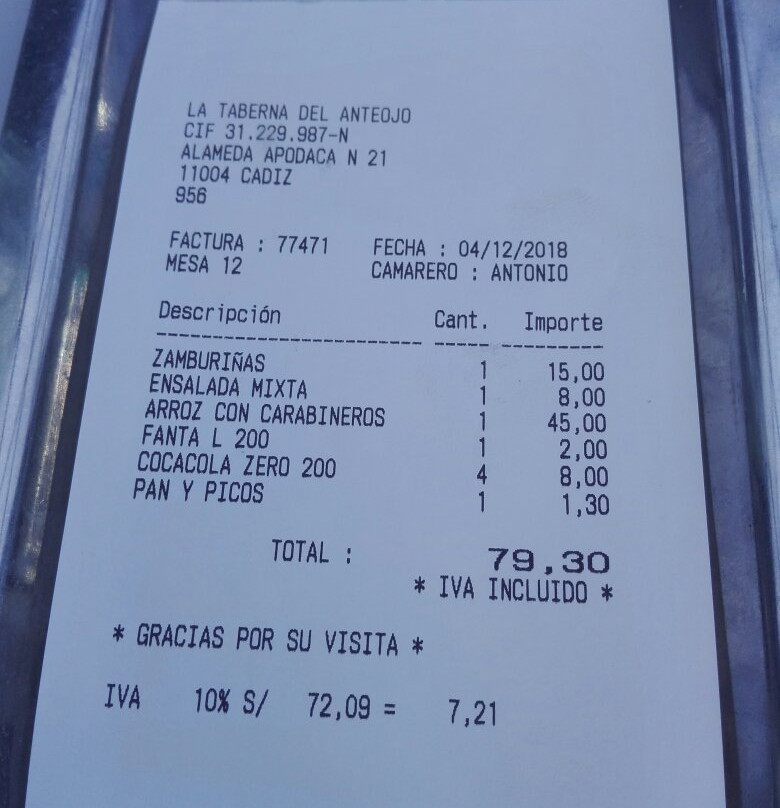 LA TABERNA DEL ANTEOJO
CIF 31.229.987-N
ALAMEDA APODACA N 21
11004 CADIZ
956
FACTURA : 77471 FECHA : 04/12/2018
MESA 12 CAMARERO : ANTONIO
Descripción Cant. Importe
--------------------------- ------ ----------
ZAMBURIÑAS 1 15,00
ENSALADA MIXTA 1 8,00
ARROZ CON CARABINEROS 1 45,00
FANTA L 200 1 2,00
COCACOLA ZERO 200 4 8,00
PAN Y PICOS 1 1,30
TOTAL : 79,30
* IVA INCLUIDO *
* GRACIAS POR SU VISITA *
IVA 10% S/ 72,09 = 7,21